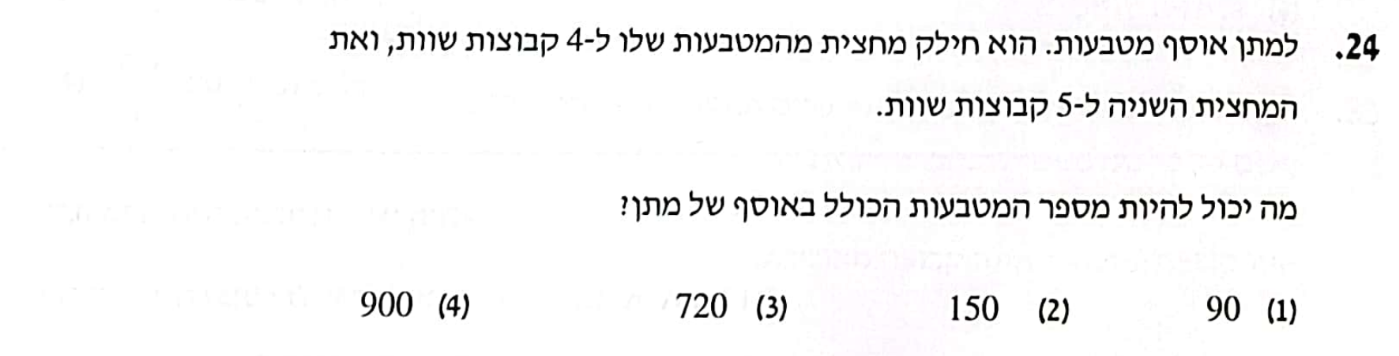 24. למתן אוסף מטבעות. הוא חילק מחצית מהמטבעות שלו ל-4 קבוצות שוות, ואת
המחצית השניה ל-5 קבוצות שוות.
מה יכול להיות מספר המטבעות הכולל באוסף של מתן?
(1) 90 (2) 150 (3) 720 (4) 900